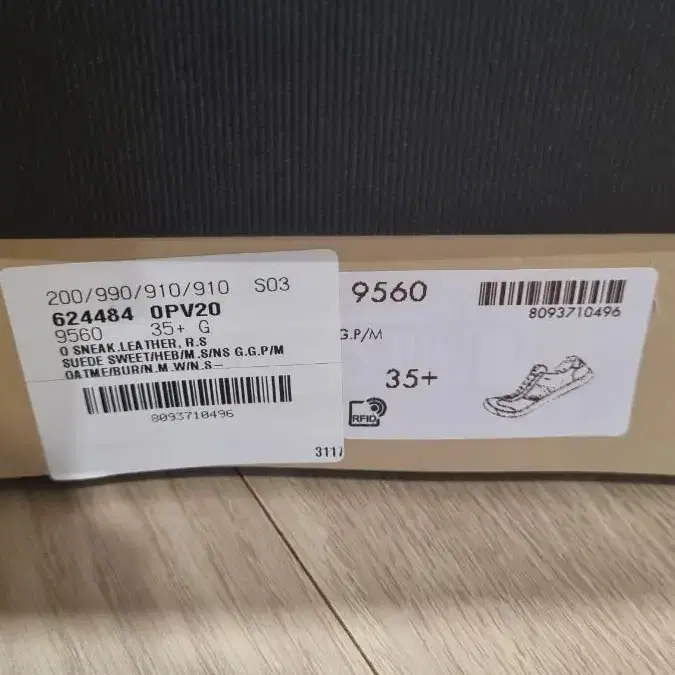 200/990/910/910 S03
624484 0PV20
9560 35+ G
0 SNEAK.LEATHER, R.S
SUEDE SWEET/HEB/M.S/NS G.G.P/M
OATME/BUR/N.M.W/N.S-
8093710496
3117
9560
8093710496
G.P/M
35+
RFID